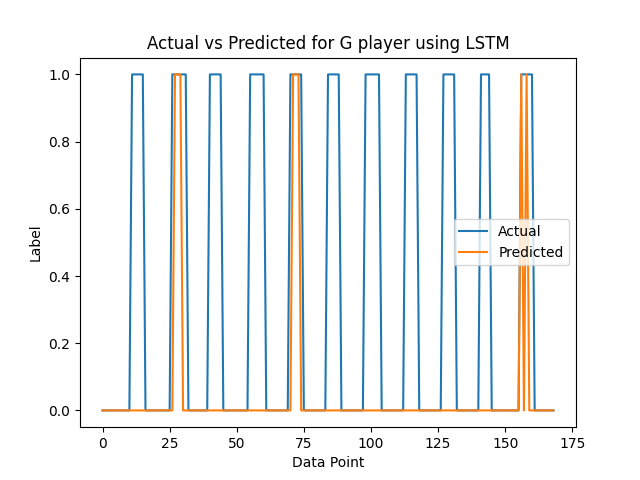 Actual vs Predicted for G player using LSTM
1.0
0.8
0.6
0.4
0.2
0.0
Label
Actual
Predicted
0 25 50 75 100 125 150 175
Data Point